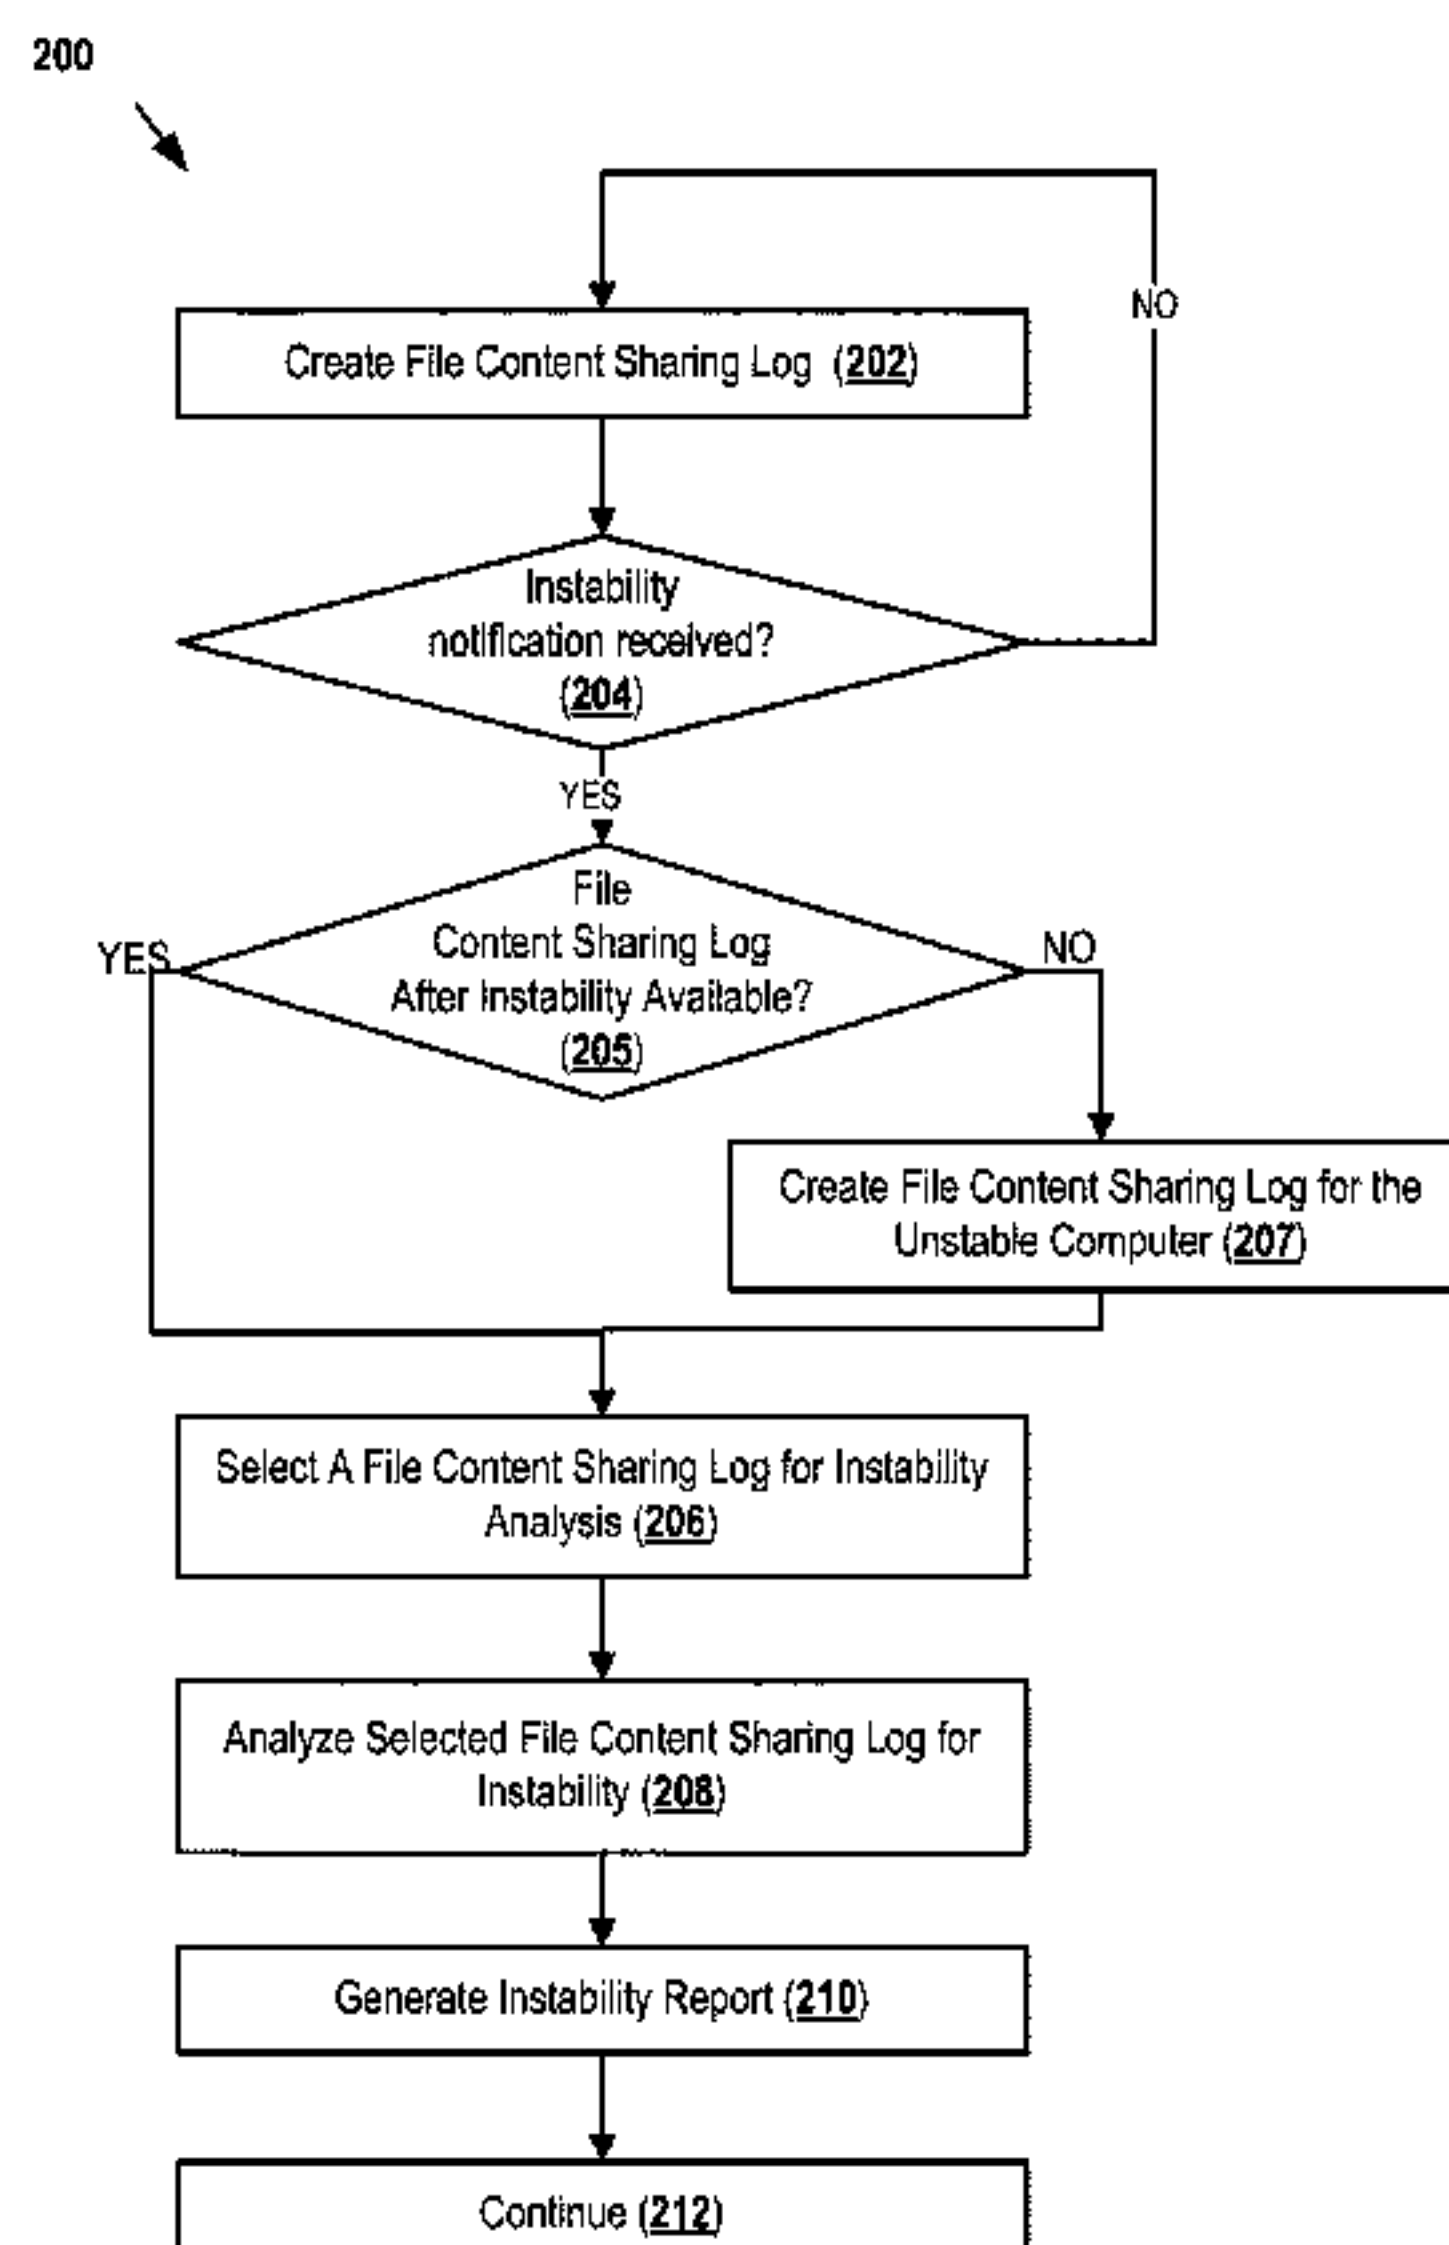 200
NO
Create File Content Sharing Log (202)
Instability
notification received?
(204)
YES
File
Content Sharing Log
After Instability Available?
(205)
YES
NO
Create File Content Sharing Log for the
Unstable Computer (207)
Select A File Content Sharing Log for Instability
Analysis (206)
Analyze Selected File Content Sharing Log for
Instability (208)
Generate Instability Report (210)
Continue (212)